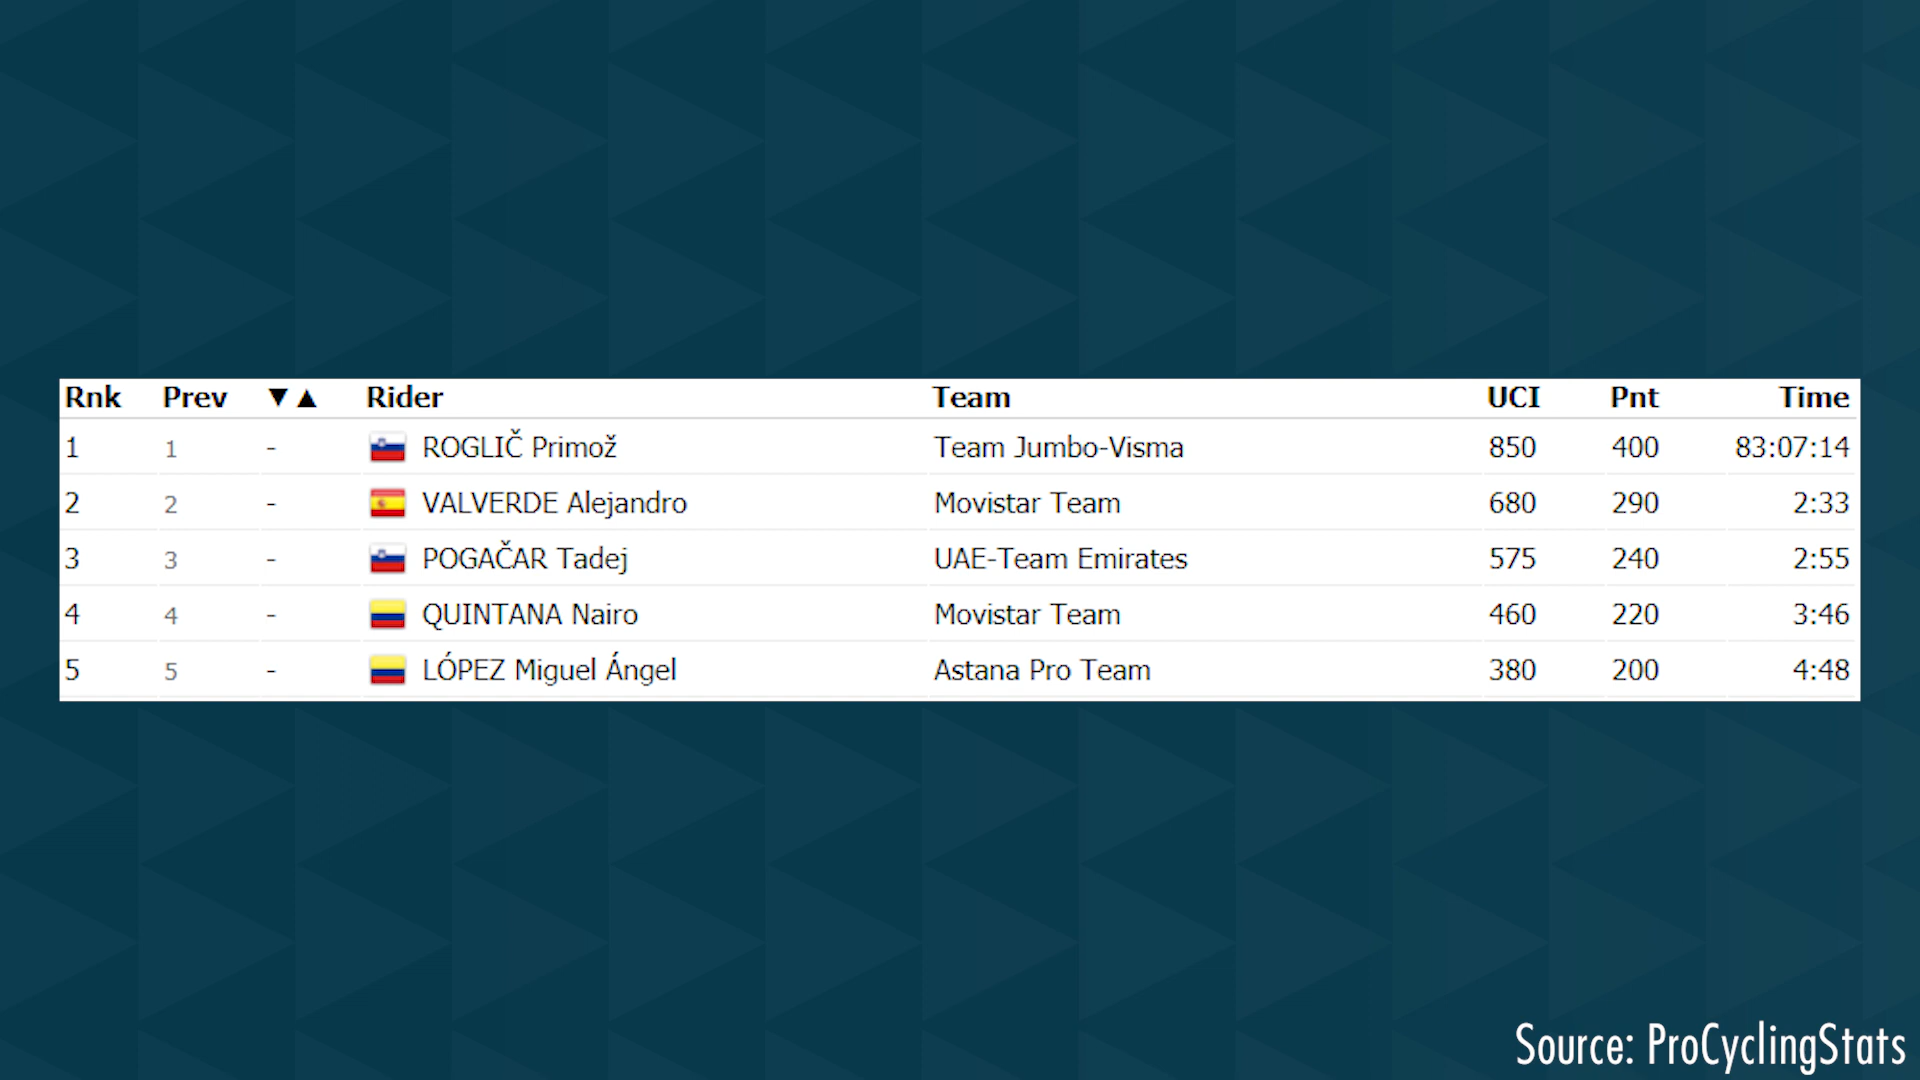 Rnk Prev ▼▲ Rider Team UCI Pnt Time
1 1 - ROGLIČ Primož Team Jumbo-Visma 850 400 83:07:14
2 2 - VALVERDE Alejandro Movistar Team 680 290 2:33
3 3 - POGAČAR Tadej UAE-Team Emirates 575 240 2:55
4 4 - QUINTANA Nairo Movistar Team 460 220 3:46
5 5 - LÓPEZ Miguel Ángel Astana Pro Team 380 200 4:48
Source: ProCyclingStats